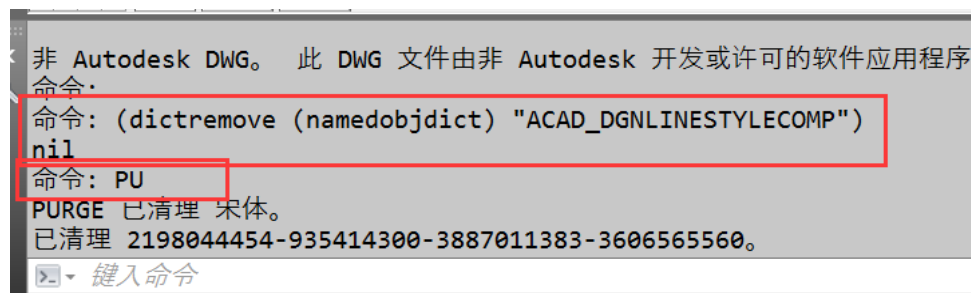 非 Autodesk DWG。 此 DWG 文件由非 Autodesk 开发或许可的软件应用程序
命令:
命令: (dictremove (namedobjdict) "ACAD_DGNLINESTYLECOMP")
nil
命令: PU
PURGE 已清理 宋体。
已清理 2198044454-935414300-3887011383-3606565560。
键入命令